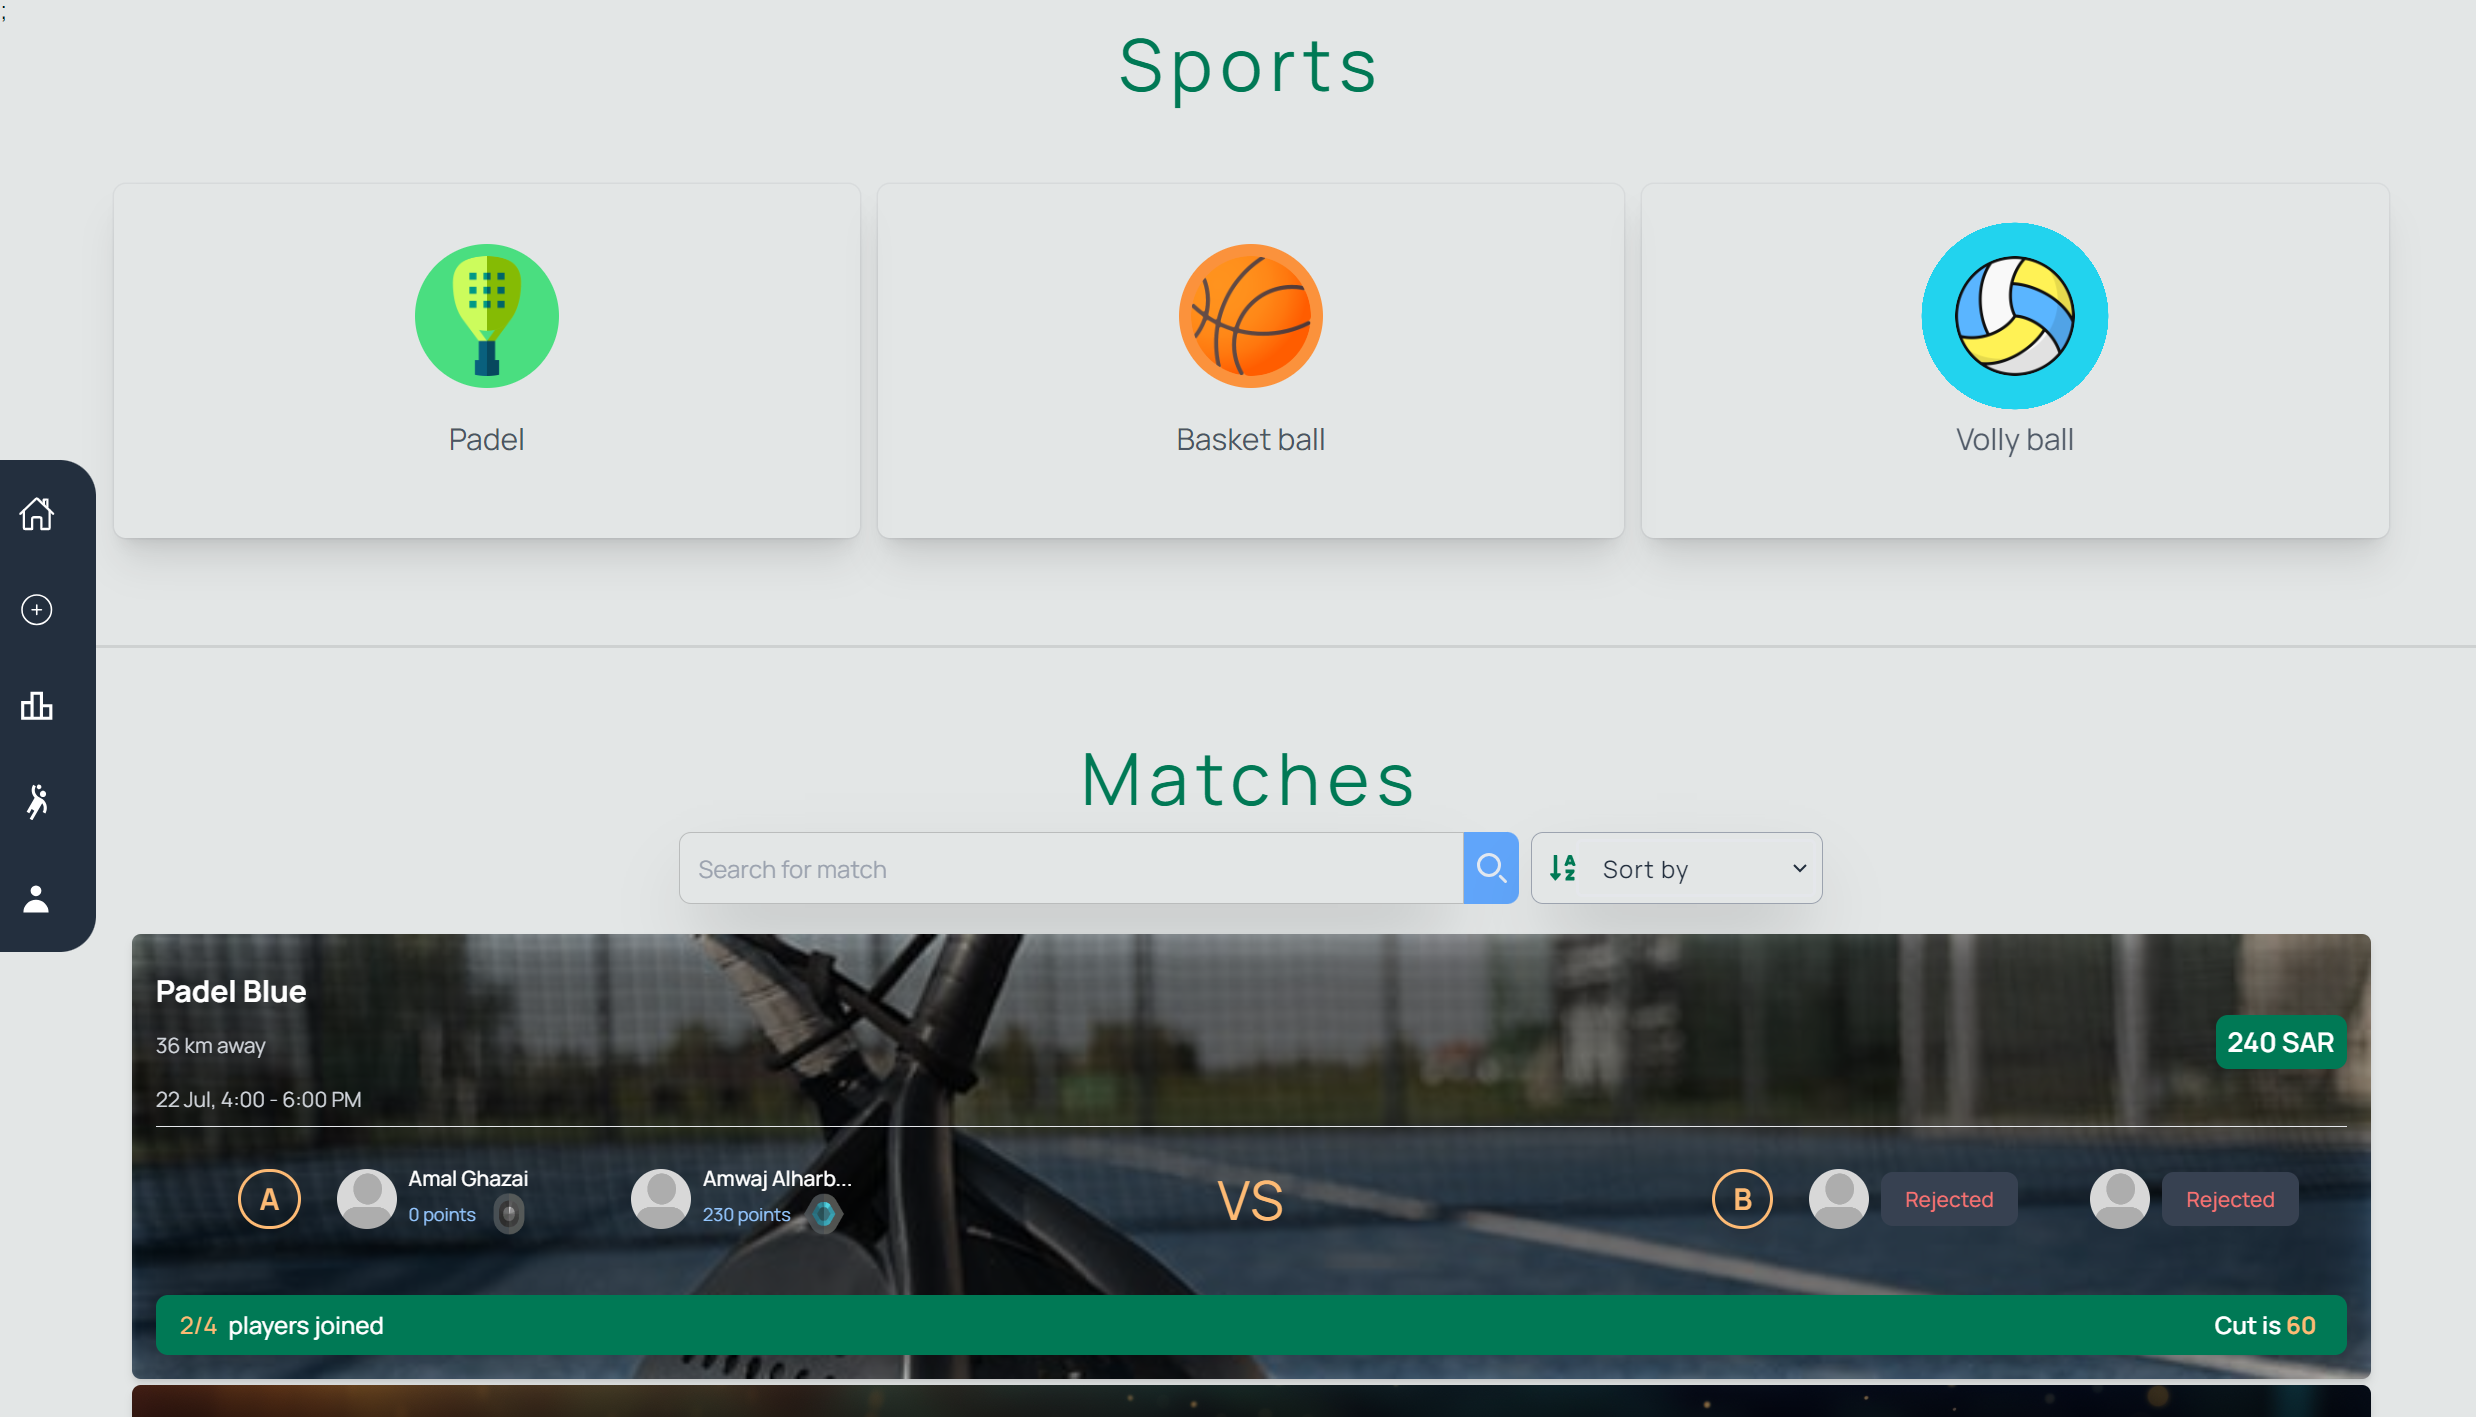 ;
Sports
Padel
Basket ball
Volly ball
Matches
Search for match
Sort by
Padel Blue
36 km away
240 SAR
22 Jul, 4:00 - 6:00 PM
A
Amal Ghazai
0 points
Amwaj Alharb...
230 points
VS
B
Rejected
Rejected
2/4 players joined
Cut is 60